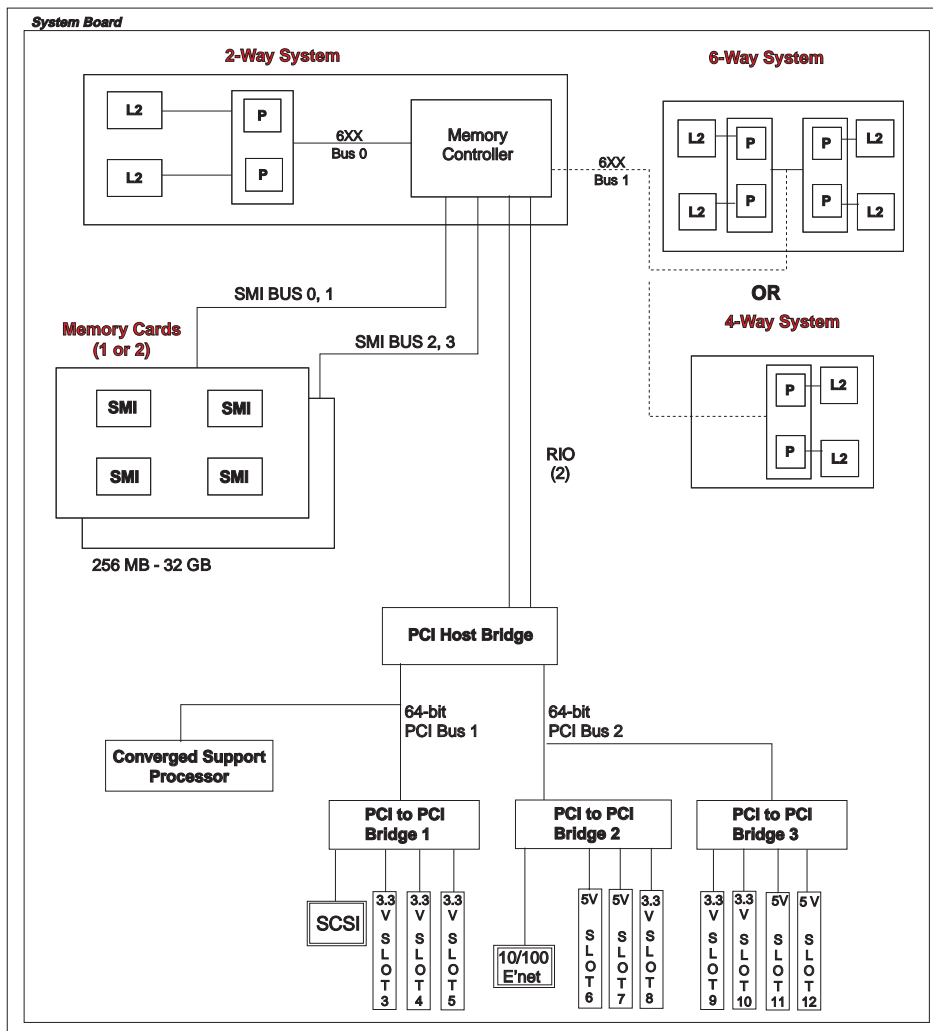 System Board
2-Way System
L2
L2
P
P
6XX
Bus 0
Memory
Controller
6XX
Bus 1
6-Way System
L2
L2
P
P
P
P
L2
L2
OR
4-Way System
P
P
L2
L2
SMI BUS 0, 1
SMI BUS 2, 3
Memory Cards
(1 or 2)
SMI
SMI
SMI
SMI
256 MB - 32 GB
RIO
(2)
PCI Host Bridge
64-bit
PCI Bus 1
64-bit
PCI Bus 2
Converged Support
Processor
PCI to PCI
Bridge 1
PCI to PCI
Bridge 2
PCI to PCI
Bridge 3
SCSI
3.3 V SLOT 3
3.3 V SLOT 4
3.3 V SLOT 5
10/100
E'net
5V SLOT 6
5V SLOT 7
3.3 V SLOT 8
3.3 V SLOT 9
3.3 V SLOT 10
5V SLOT 11
5 V SLOT 12